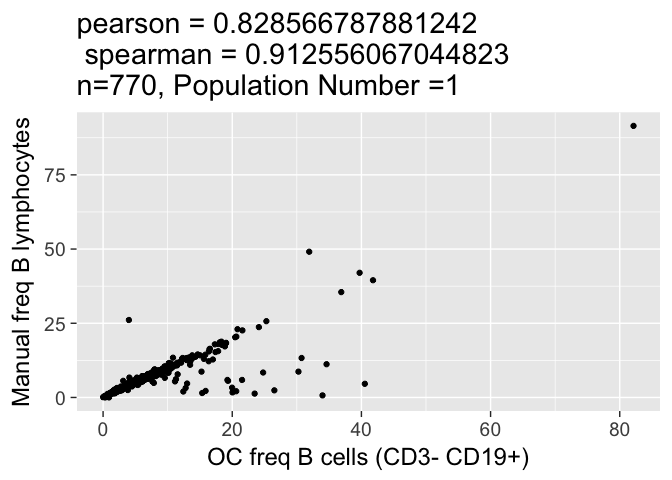 pearson = 0.828566787881242
spearman = 0.912556067044823
n=770, Population Number =1
Manual freq B lymphocytes
75
50
25
0
0 20 40 60 80
OC freq B cells (CD3- CD19+)